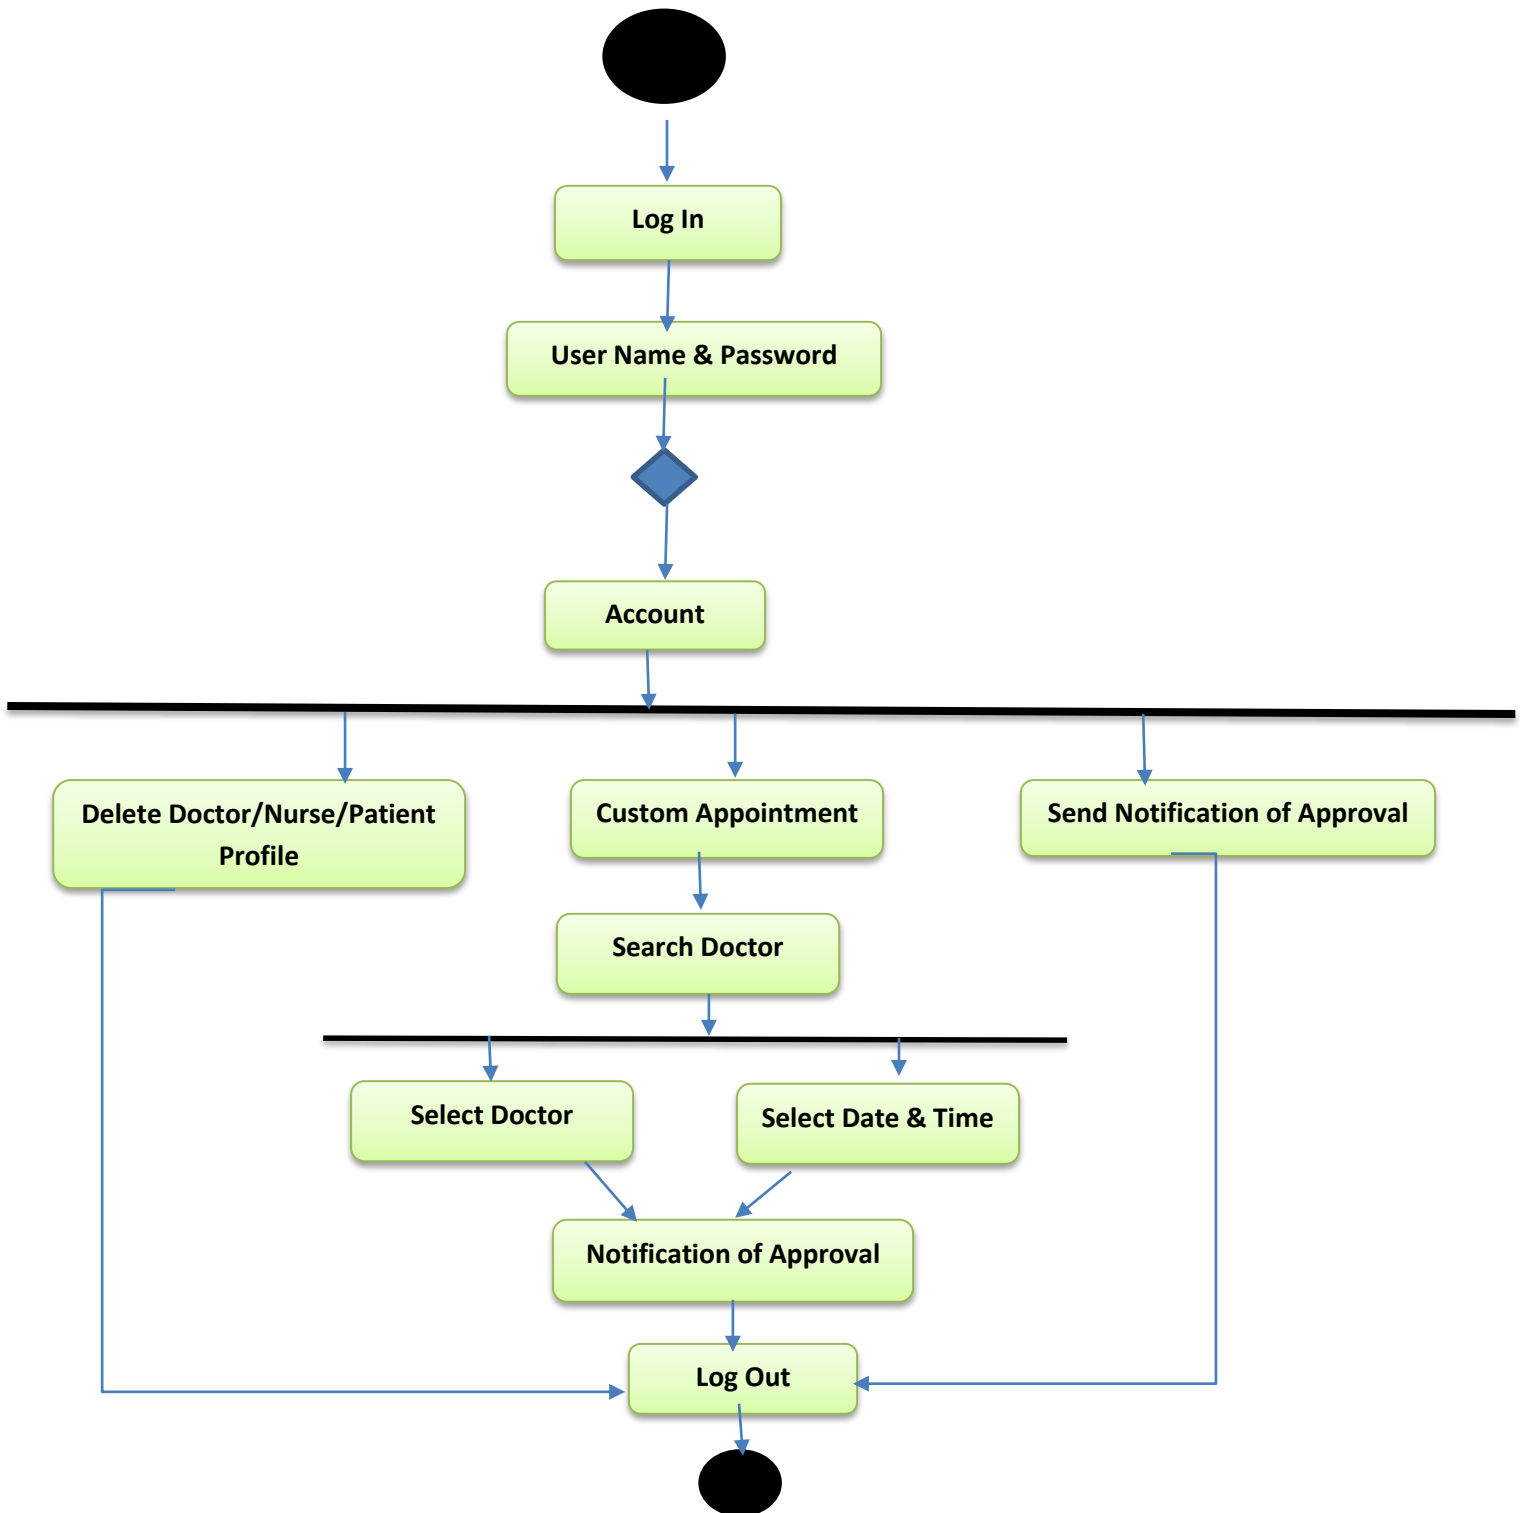 Log In
User Name & Password
Account
Delete Doctor/Nurse/Patient
Profile
Custom Appointment
Send Notification of Approval
Search Doctor
Select Doctor
Select Date & Time
Notification of Approval
Log Out